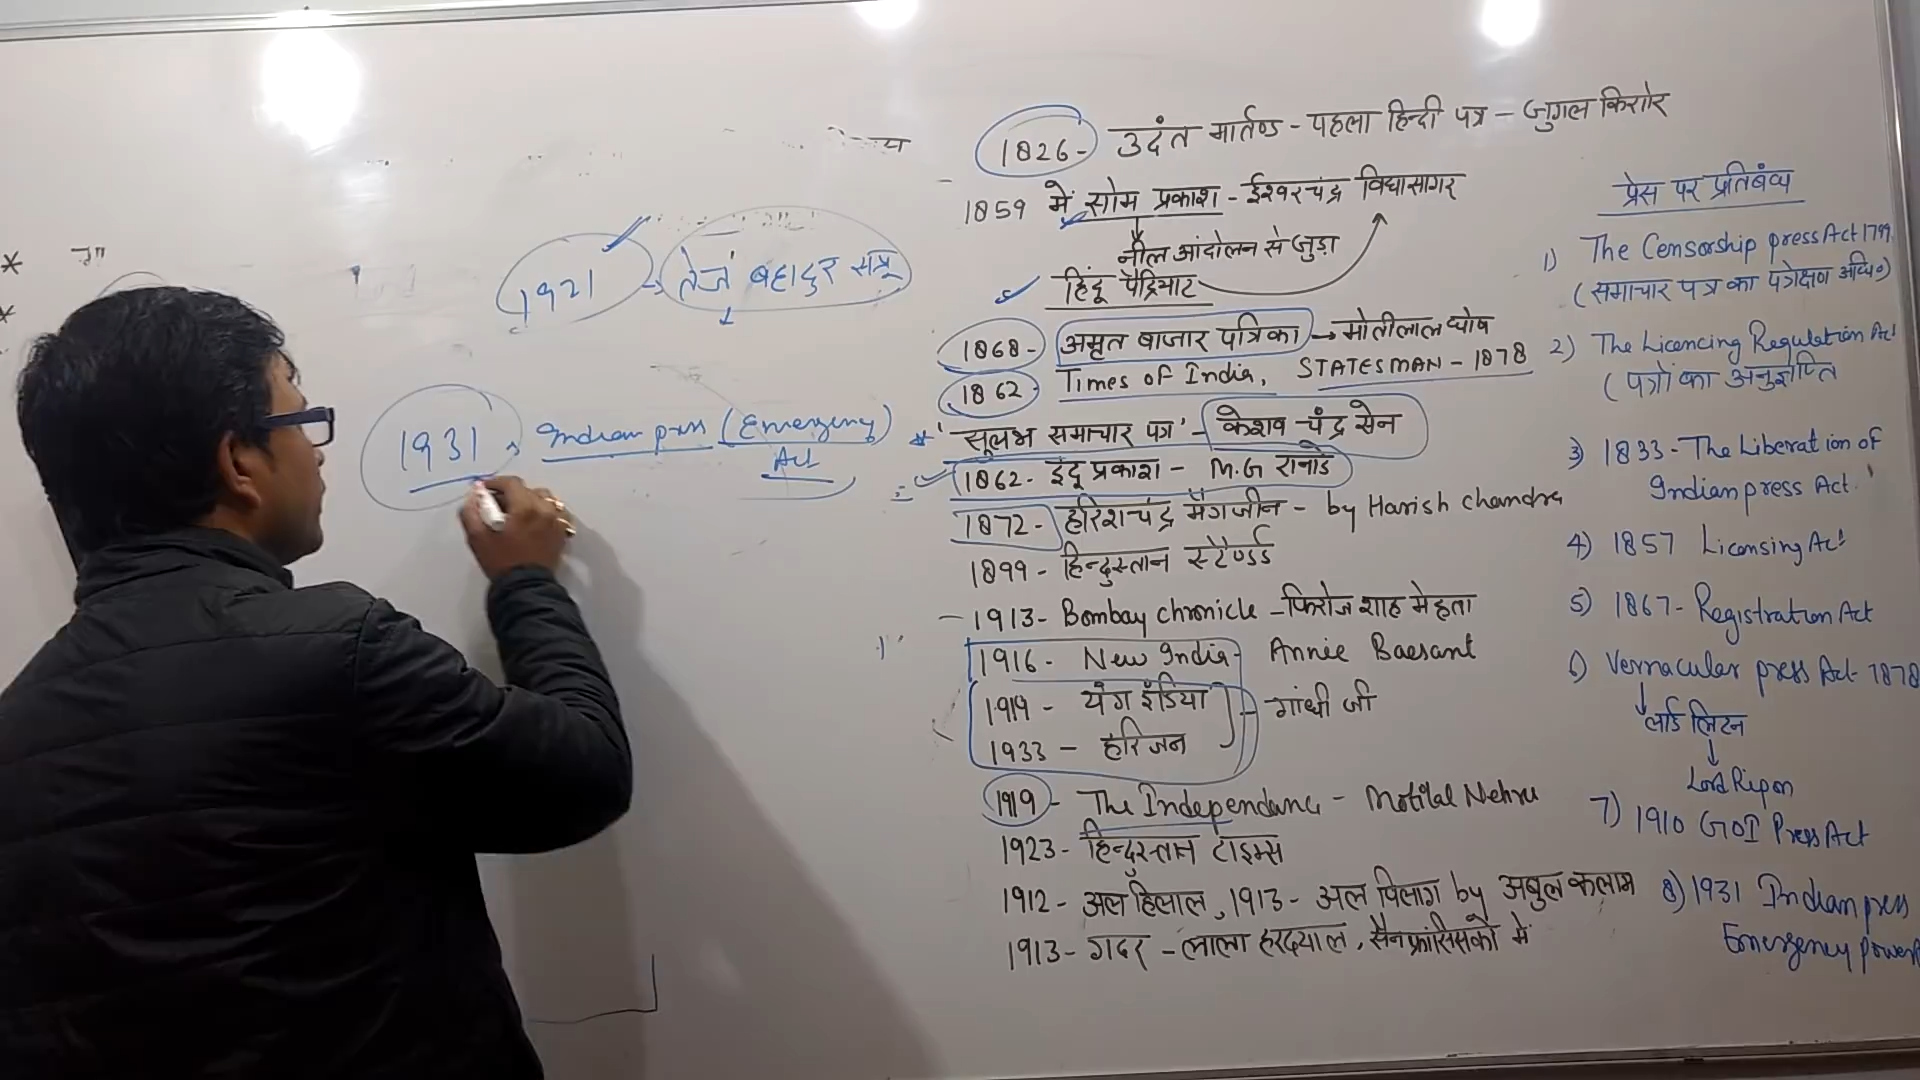 1921 → तेज बहादुर सप्रू
1931 → Indian press (Emergency)
Act
1826 - उदंत मार्तण्ड - पहला हिन्दी पत्र - जुगल किशोर
1859 में सोम प्रकाश - ईश्वरचंद्र विद्यासागर
नील आंदोलन से जुड़ा
हिंदू पैट्रियाट
1868 - अमृत बाजार पत्रिका → मोतीलाल घोष
1862 - Times of India, STATESMAN - 1878
* 'सूलभ समाचार पत्र' - केशव चंद्र सेन
1862 - इंदू प्रकाश - M.G रानाडे
1872 - हरिशचंद्र मैगजीन - by Harish chandra
1899 - हिन्दुस्तान स्टैण्डर्ड
- 1913 - Bombay chronicle - फिरोज शाह मेहता
1916 - New India - Annie Baesant
1919 - यंग इंडिया
- गांधी जी
1933 - हरिजन
1919 - The Independance - Motilal Nehru
1923 - हिन्दुस्तान टाइम्स
1912 - अल हिलाल, 1913 - अल विलाग by अबुल कलाम
1913 - गदर - लाला हरदयाल, सैनफ्रांसिसको में
प्रेस पर प्रतिबंध
1) The Censorship press Act 1799
(समाचार पत्र का पत्रेक्षण अधि०)
2) The Licencing Regulation Act
(पत्रों का अनुज्ञप्ति
3) 1833 - The Liberation of
Indian press Act.
4) 1857 Licensing Act
5) 1867 - Registration Act
6) Vernacular press Act - 1878
↓
लार्ड लिटन
↓
Lord Ripon
7) 1910 GOI Press Act
8) 1931 Indian press
Emergency power